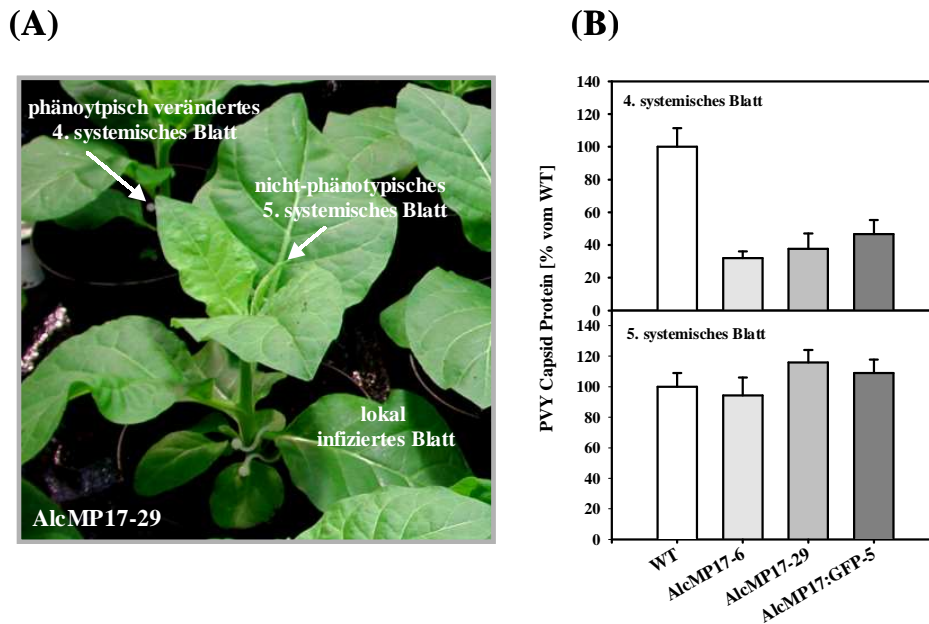 (A)
(B)
phänoytpisch verändertes
4. systemisches Blatt
nicht-phänotypisches
5. systemisches Blatt
lokal
infiziertes Blatt
AlcMP17-29
PVY Capsid Protein [% vom WT]
140
120
100
80
60
40
20
0
4. systemisches Blatt
140
120
100
80
60
40
20
0
5. systemisches Blatt
WT
AlcMP17-6
AlcMP17-29
AlcMP17:GFP-5